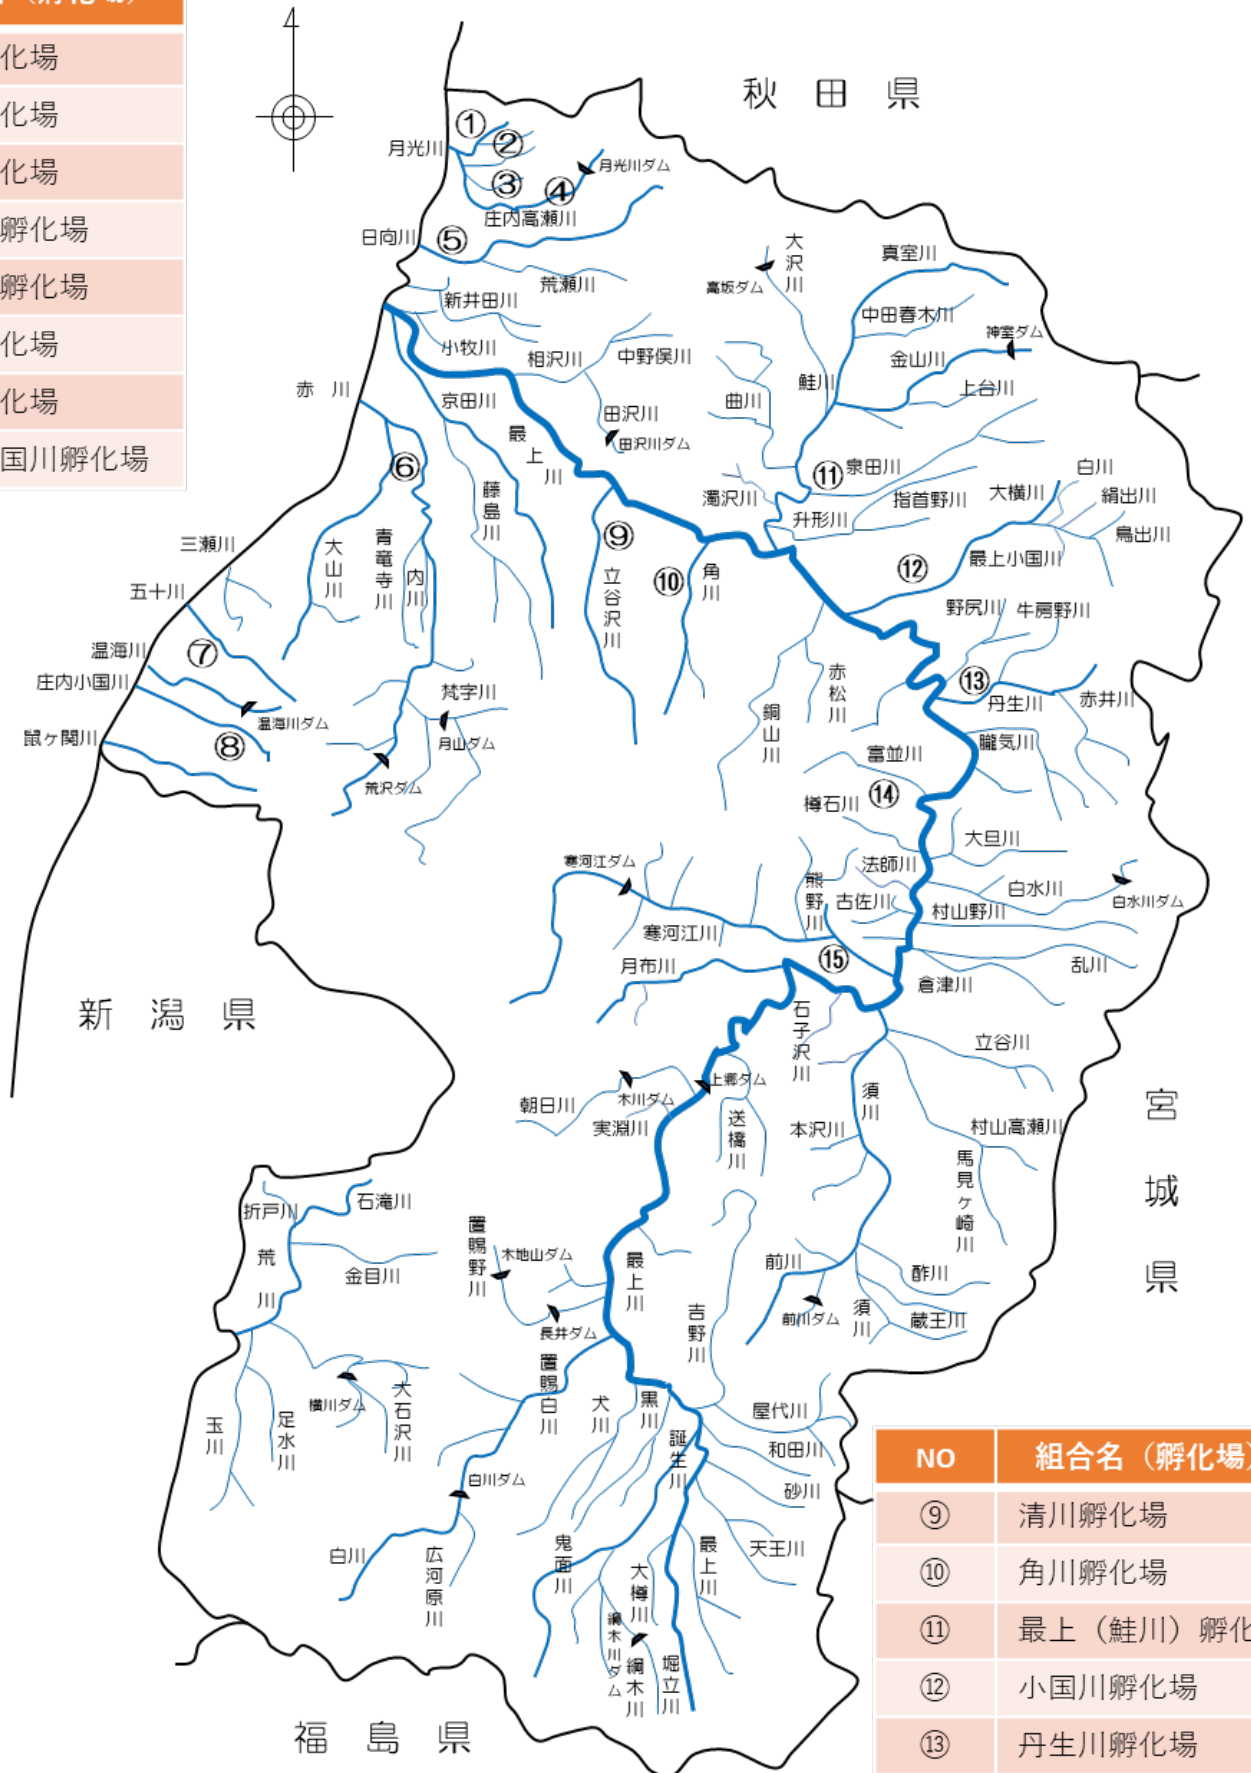 化場
化場
化場
孵化場
孵化場
化場
化場
国川孵化場
秋田県
①
②
月光川
月光川ダム
③
④
庄内高瀬川
日向川
⑤
荒瀬川
新井田川
大沢川
高坂ダム
真室川
中田春木川
神室ダム
小牧川
相沢川
中野俣川
金山川
上台川
鮭川
赤川
京田川
曲川
田沢川
田沢川ダム
最上川
⑥
⑪
泉田川
白川
藤島川
濁沢川
指首野川
大横川
絹出川
升形川
鳥出川
⑨
三瀬川
大山川
青竜寺川
内川
立谷沢川
⑩
角川
⑫
最上小国川
五十川
野尻川
牛房野川
温海川
⑦
庄内小国川
梵字川
赤松川
⑬
丹生川
赤井川
温海川ダム
銅山川
鼠ヶ関川
⑧
月山ダム
朧気川
荒沢ダム
富並川
樽石川
⑭
大旦川
寒河江ダム
法師川
熊野川
古佐川
白水川
白水川ダム
村山野川
寒河江川
月布川
⑮
乱川
倉津川
新潟県
石子沢川
立谷川
上郷ダム
朝日川
木川ダム
実淵川
送橋川
須川
本沢川
村山高瀬川
宮城県
馬見ヶ崎川
石滝川
折戸川
荒川
金目川
置賜野川
木地山ダム
最上川
前川
酢川
前川ダム
須川
蔵王川
長井ダム
吉野川
置賜白川
横川ダム
大石沢川
玉川
足水川
犬川
黒川
屋代川
誕生川
和田川
白川ダム
砂川
白川
広河原川
鬼面川
大樽川
最上川
天王川
綱木川ダム
綱木川
堀立川
福島県
NO 組合名（孵化場）
⑨ 清川孵化場
⑩ 角川孵化場
⑪ 最上（鮭川）孵化
⑫ 小国川孵化場
⑬ 丹生川孵化場